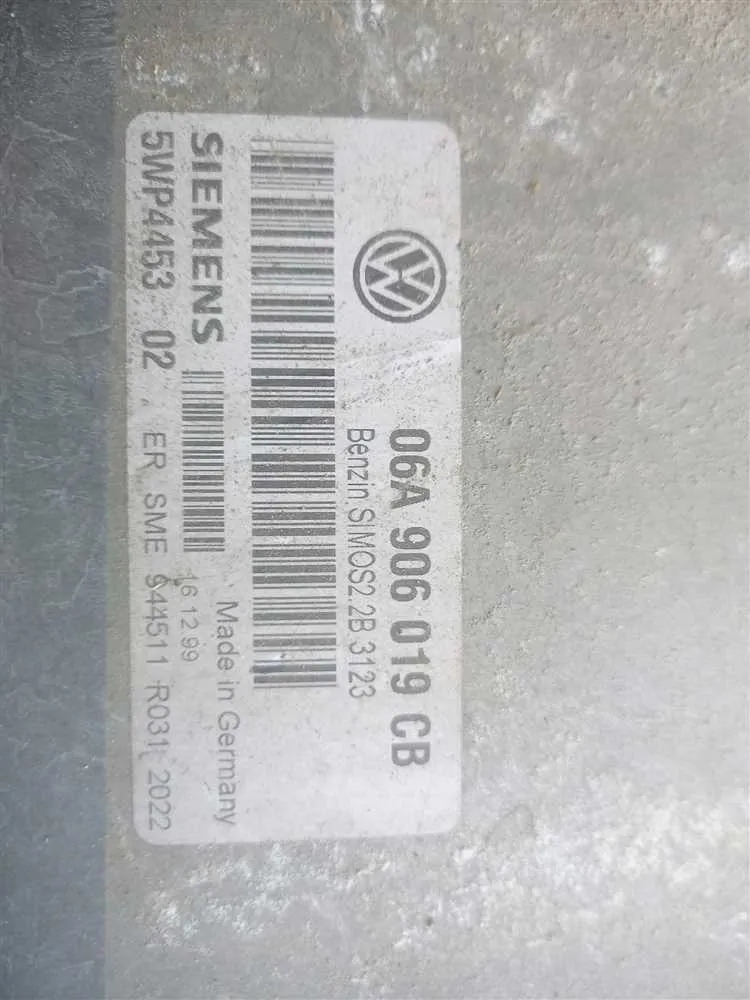 06A 906 019 CB
Benzin SIMOS2.2B 3123
SIEMENS
Made in Germany
16.12.99
5WP4453 02 . ER SME 944511 R031 2022